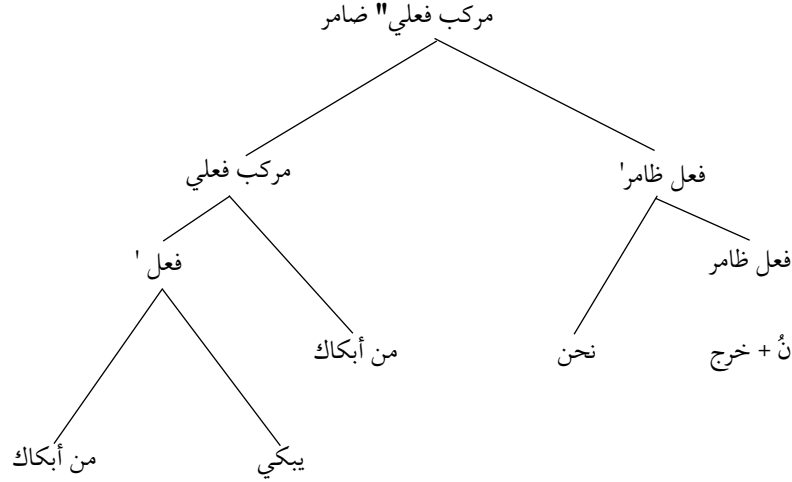 مركب فعلي" ضامر
فعل ظامر'
مركب فعلي
فعل ظامر
فعل '
نُ + خرج
نحن
من أبكاك
يبكي
من أبكاك